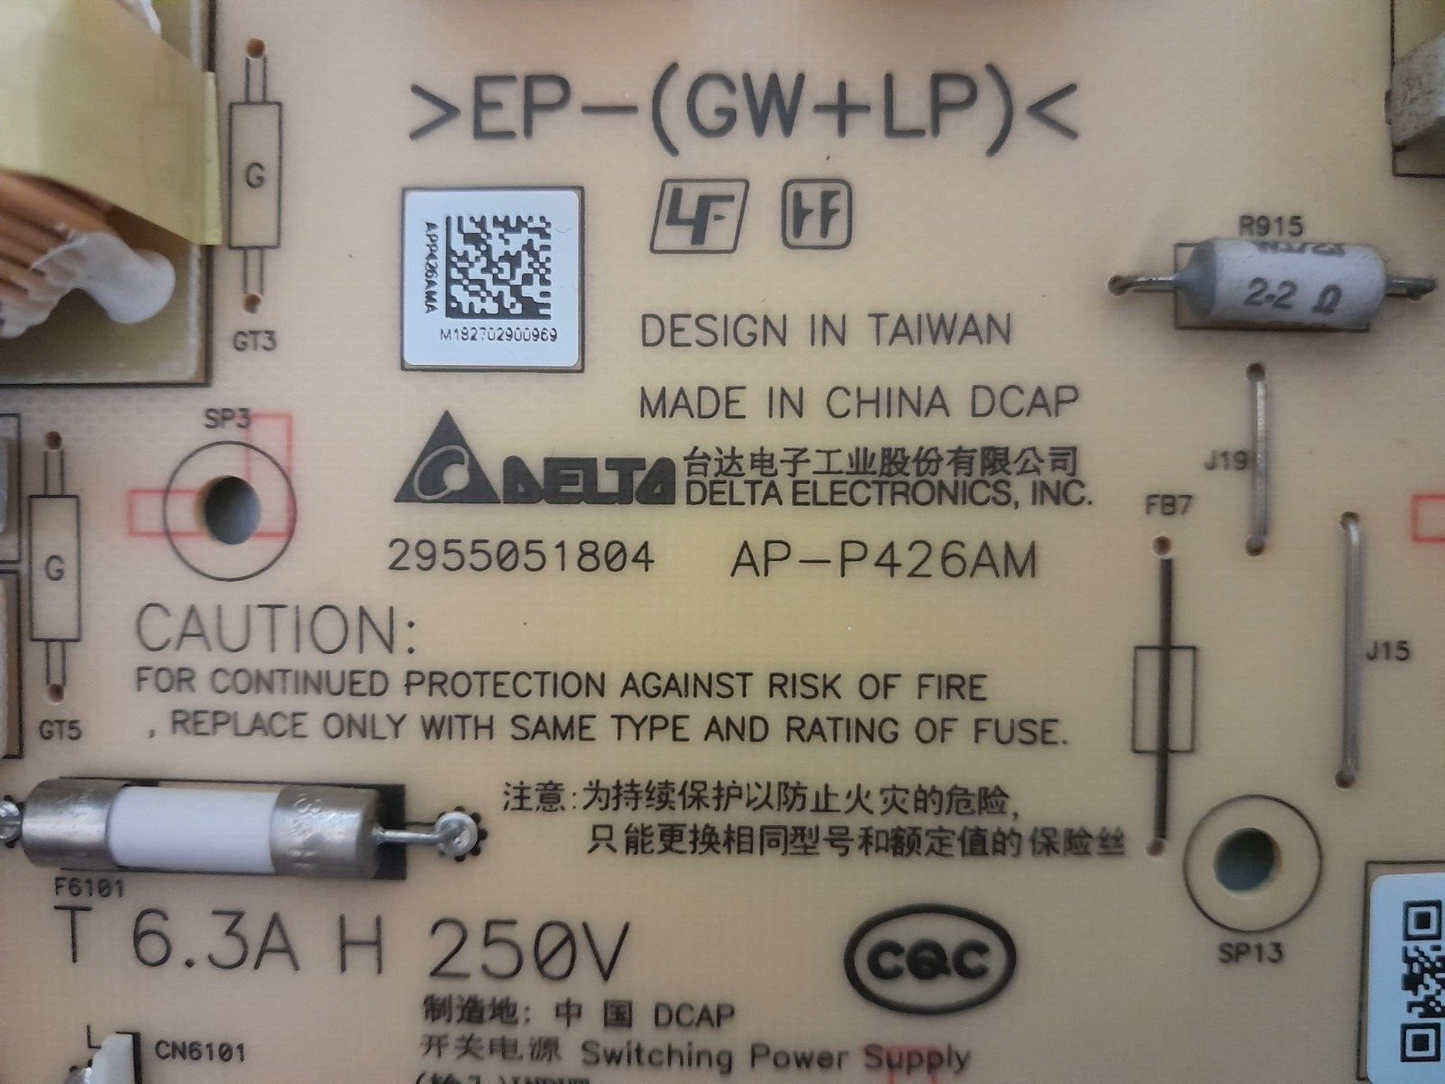 >EP-(GW+LP)<
G
GT3
APP426AMA
M182702900969
LF
HF
R915
2.2 Ω
DESIGN IN TAIWAN
MADE IN CHINA DCAP
SP3
J19
DELTA
台达电子工业股份有限公司
DELTA ELECTRONICS, INC.
FB7
2955051804 AP-P426AM
G
GT5
CAUTION:
FOR CONTINUED PROTECTION AGAINST RISK OF FIRE
, REPLACE ONLY WITH SAME TYPE AND RATING OF FUSE.
J15
注意:为持续保护以防止火灾的危险,
只能更换相同型号和额定值的保险丝
F6101
T 6.3A H 250V
CQC
SP13
制造地: 中 国 DCAP
L
CN6101
开关电源 Switching Power Supply